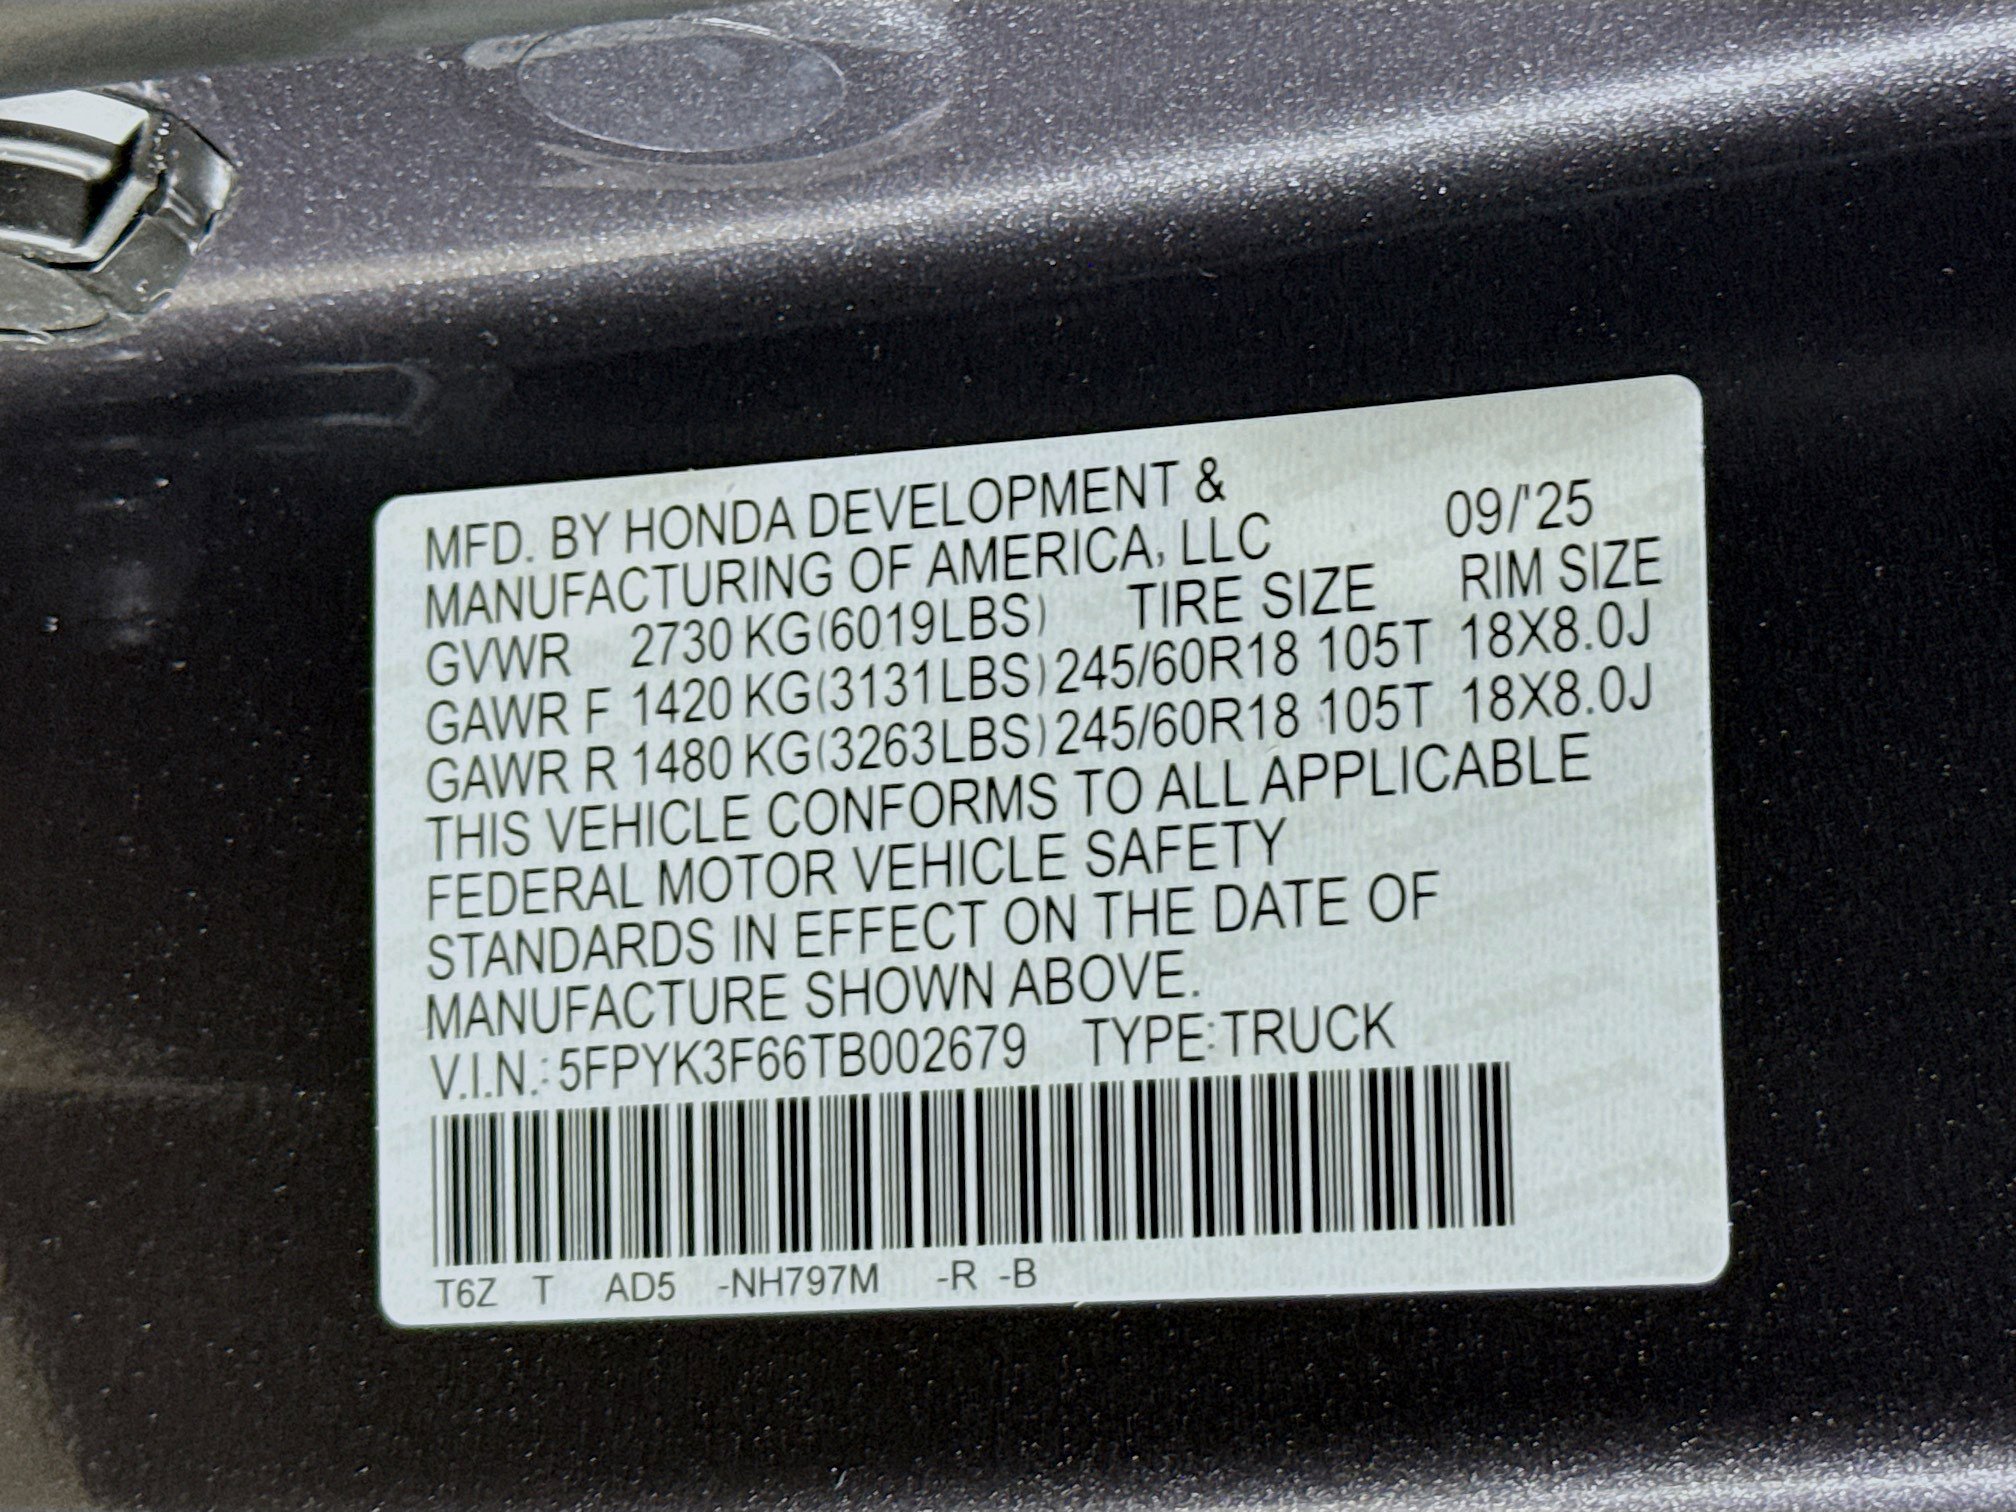 MFD. BY HONDA DEVELOPMENT &
MANUFACTURING OF AMERICA, LLC 09/'25
GVWR 2730 KG(6019LBS) TIRE SIZE RIM SIZE
GAWR F 1420 KG(3131LBS) 245/60R18 105T 18X8.0J
GAWR R 1480 KG(3263LBS) 245/60R18 105T 18X8.0J
THIS VEHICLE CONFORMS TO ALL APPLICABLE
FEDERAL MOTOR VEHICLE SAFETY
STANDARDS IN EFFECT ON THE DATE OF
MANUFACTURE SHOWN ABOVE.
V.I.N.: 5FPYK3F66TB002679 TYPE:TRUCK
T6Z T AD5 -NH797M -R -B